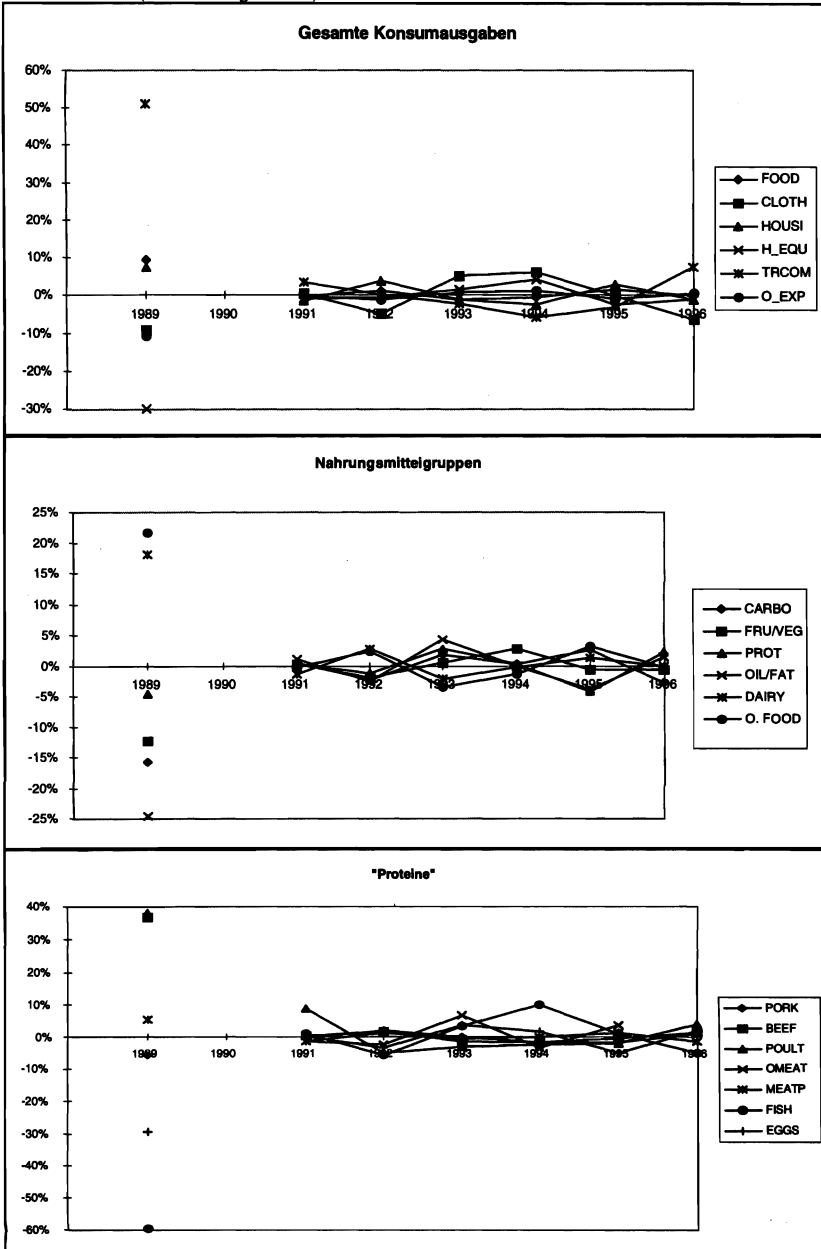 Gesamte Konsumausgaben
60%
50%
40%
30%
20%
10%
0%
-10%
-20%
-30%
1989 1990 1991 1992 1993 1994 1995 1996
FOOD
CLOTH
HOUSI
H_EQU
TRCOM
O_EXP
Nahrungsmittelgruppen
25%
20%
15%
10%
5%
0%
-5%
-10%
-15%
-20%
-25%
1989 1990 1991 1992 1993 1994 1995 1996
CARBO
FRU/VEG
PROT
OIL/FAT
DAIRY
O. FOOD
"Proteine"
40%
30%
20%
10%
0%
-10%
-20%
-30%
-40%
-50%
-60%
1989 1990 1991 1992 1993 1994 1995 1996
PORK
BEEF
POULT
OMEAT
MEATP
FISH
EGGS